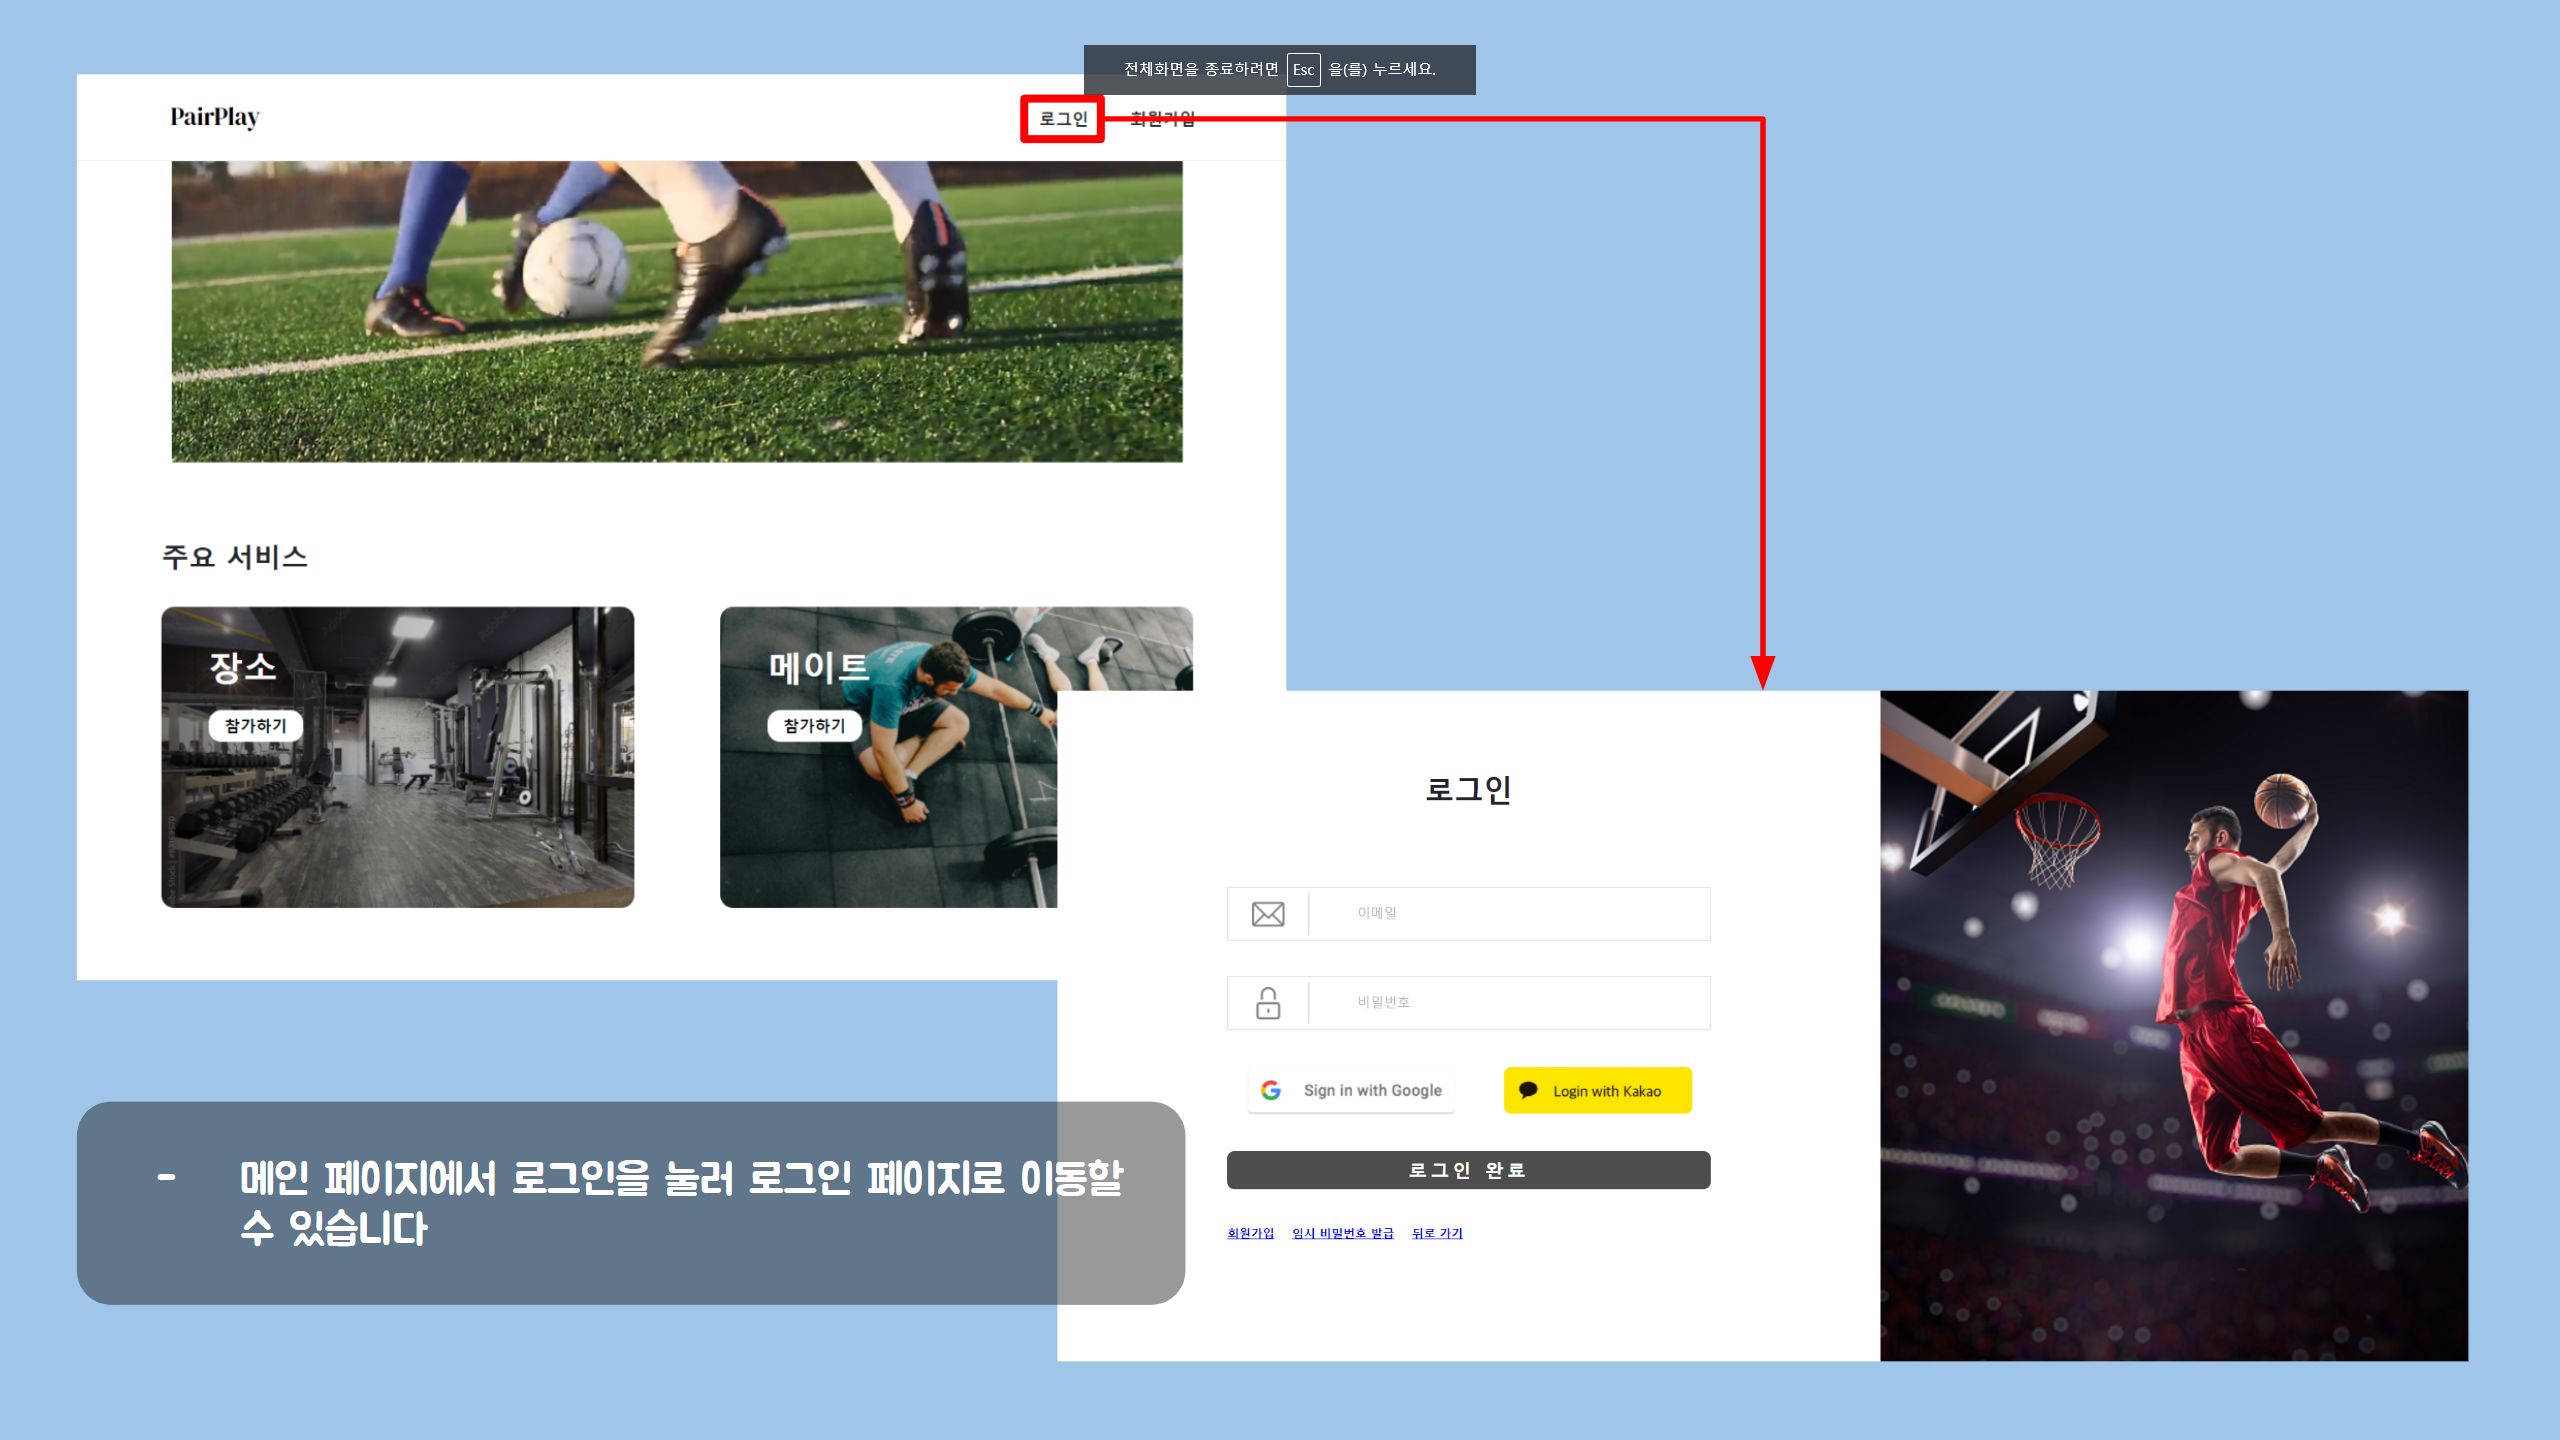 전체화면을 종료하려면 Esc 을(를) 누르세요.
PairPlay
로그인
회원가입
주요 서비스
장소
참가하기
메이트
참가하기
로그인
이메일
비밀번호
Sign in with Google
Login with Kakao
로그인 완료
회원가입 임시 비밀번호 발급 뒤로 가기
- 메인 페이지에서 로그인을 눌러 로그인 페이지로 이동할
수 있습니다